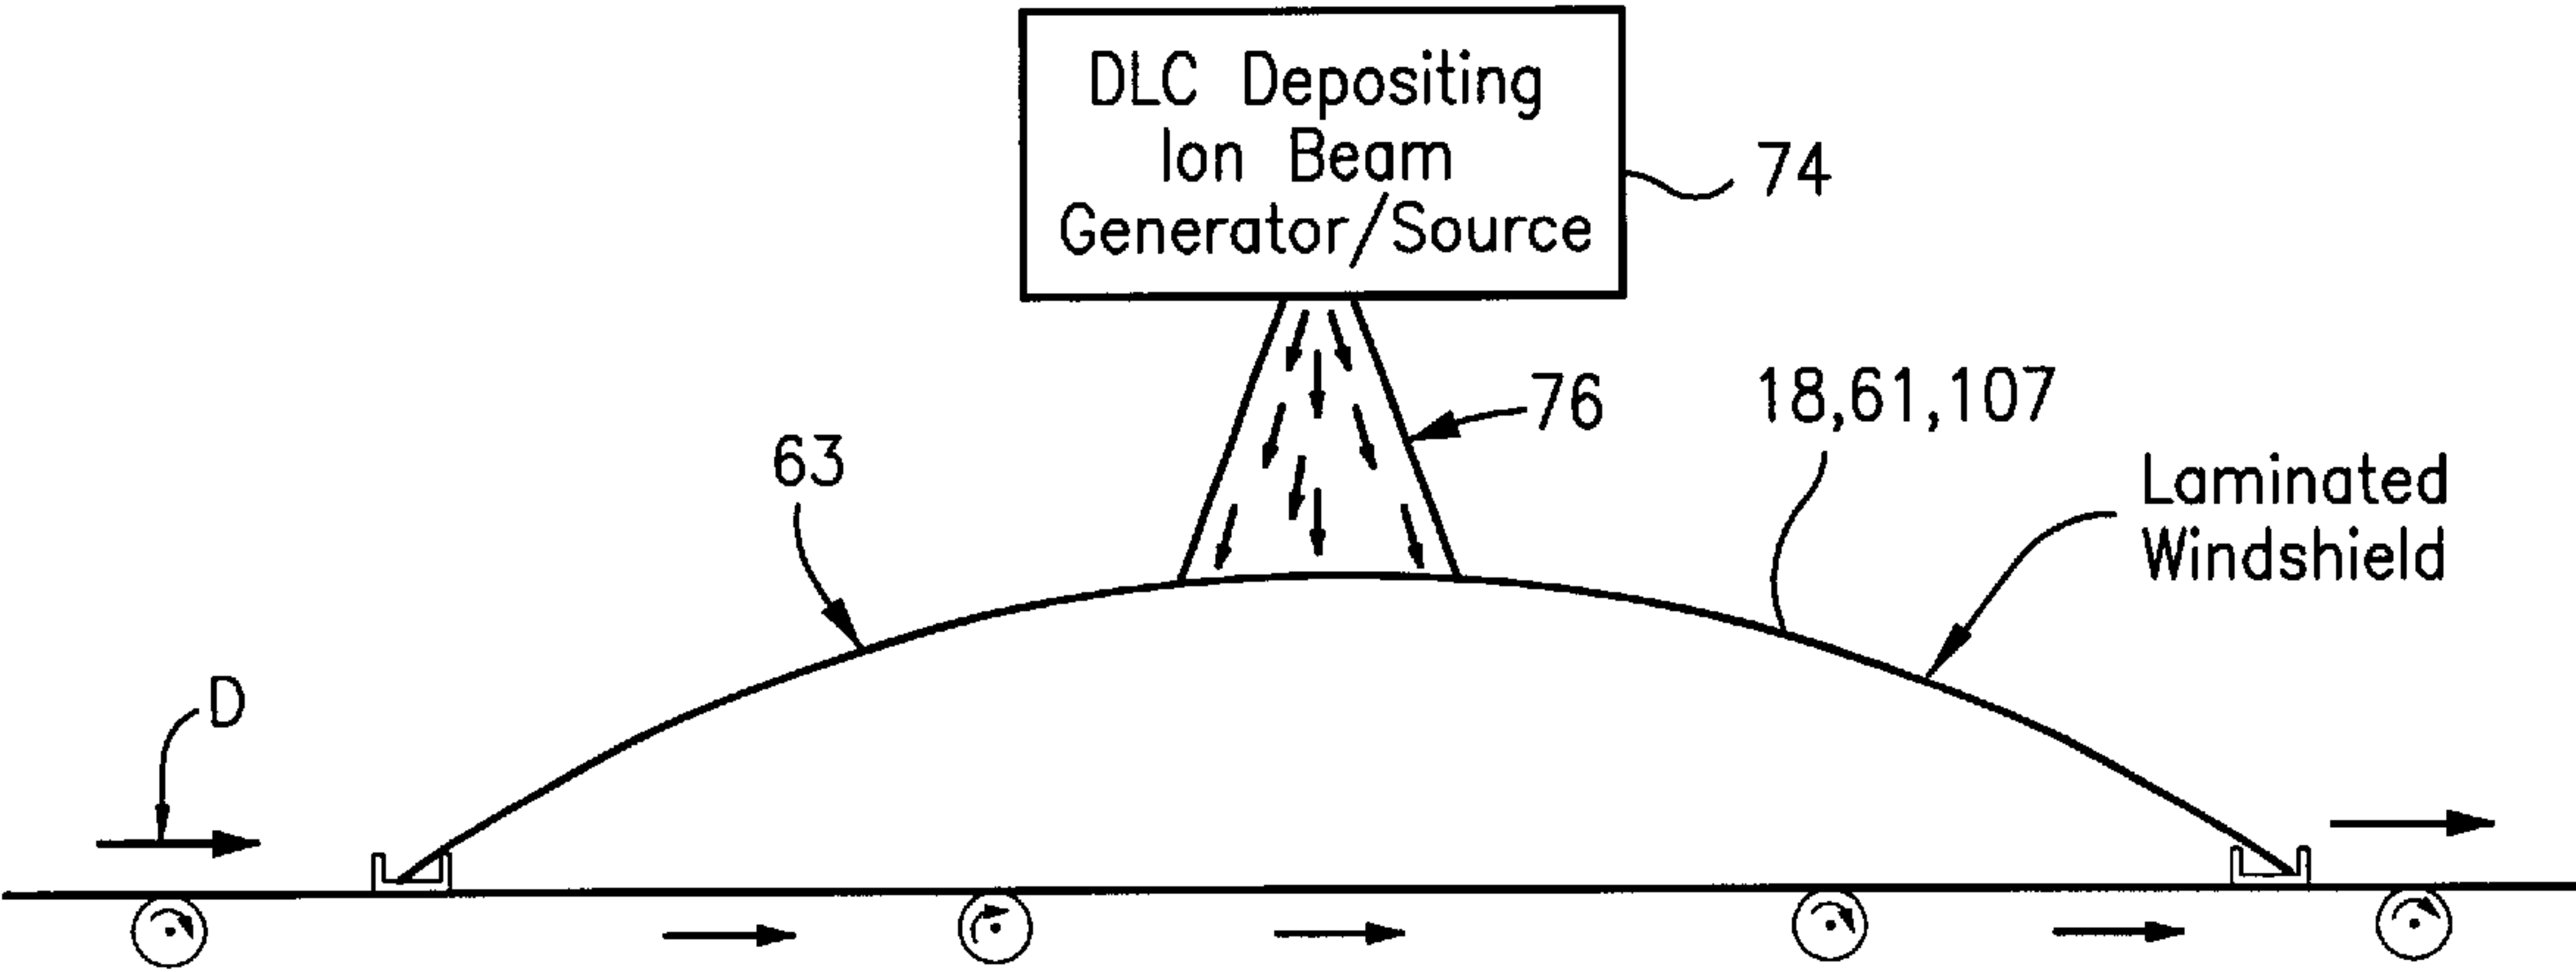 DLC Depositing
Ion Beam
Generator/Source
74
76
18,61,107
63
Laminated
Windshield
D